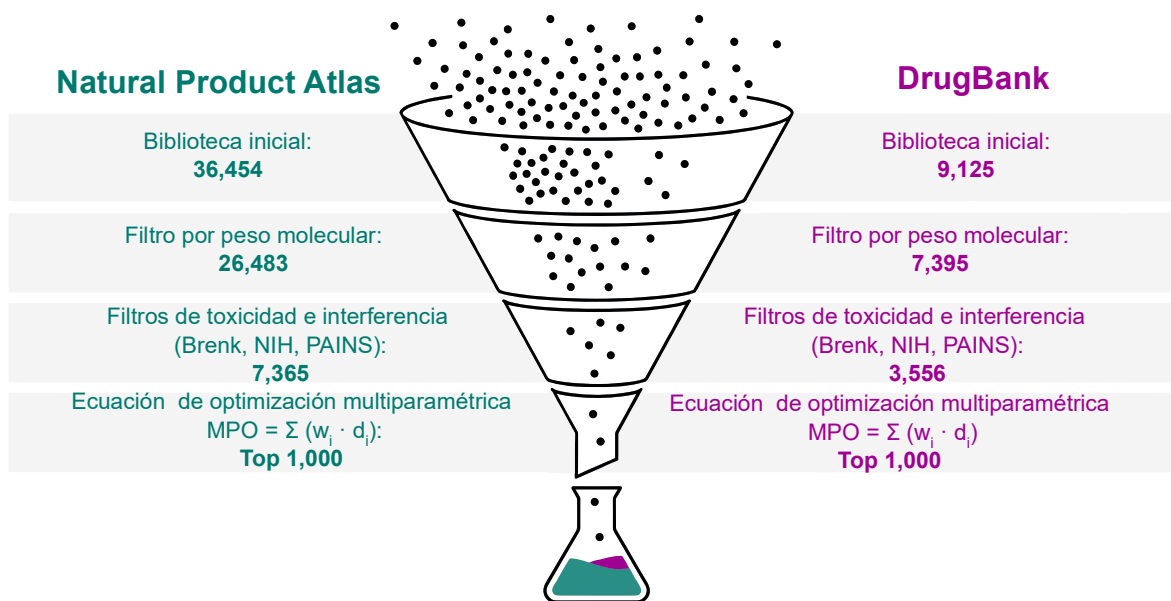 Natural Product Atlas
Biblioteca inicial:
36,454
Filtro por peso molecular:
26,483
Filtros de toxicidad e interferencia
(Brenk, NIH, PAINS):
7,365
Ecuación de optimización multiparamétrica
MPO = Σ (wᵢ · dᵢ):
Top 1,000
DrugBank
Biblioteca inicial:
9,125
Filtro por peso molecular:
7,395
Filtros de toxicidad e interferencia
(Brenk, NIH, PAINS):
3,556
Ecuación de optimización multiparamétrica
MPO = Σ (wᵢ · dᵢ)
Top 1,000